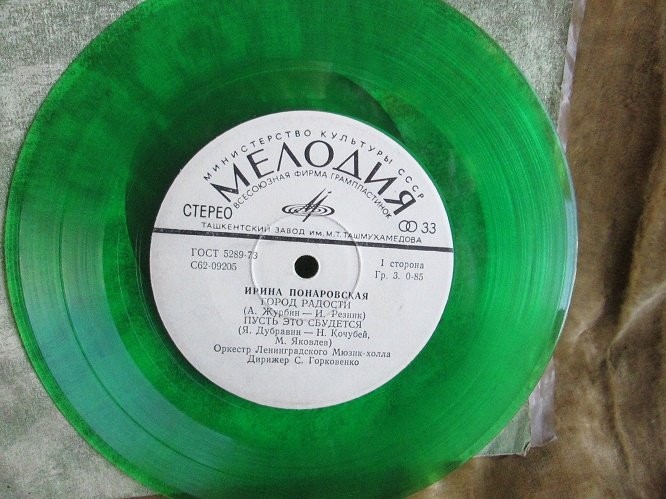 МИНИСТЕРСТВО КУЛЬТУРЫ СССР
МЕЛОДИЯ
ВСЕСОЮЗНАЯ ФИРМА ГРАМПЛАСТИНОК
СТЕРЕО
33
ТАШКЕНТСКИЙ ЗАВОД ИМ. М.Т. ТАШМУХАМЕДОВА
ГОСТ 5289-73
С62-09205
1 сторона
Гр. 3. 0-85
ИРИНА ПОНАРОВСКАЯ
ГОРОД РАДОСТИ
(А. Журбин — И. Резник)
ПУСТЬ ЭТО СБУДЕТСЯ
(Я. Дубравин — Н. Кочубей,
М. Яковлев)
Оркестр Ленинградского Мюзик-холла
Дирижер С. Горковенко